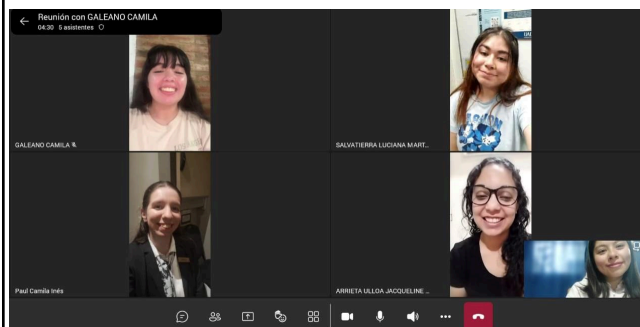 Reunión con GALEANO CAMILA
04:30 5 asistentes
GALEANO CAMILA
SALVATIERRA LUCIANA MART...
Paul Camila Inés
ARRIETA ULLOA JACQUELINE ...